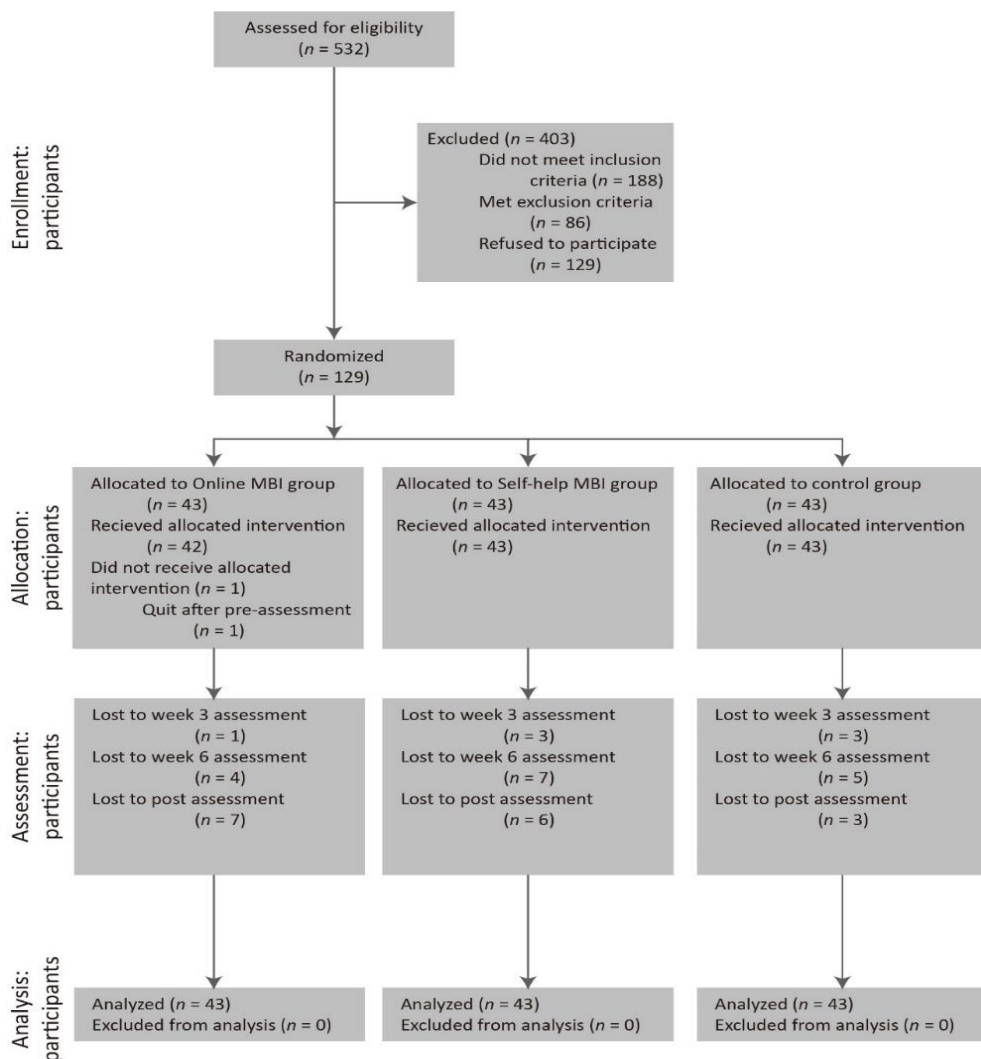 Assessed for eligibility
(n = 532)
Enrollment:
participants
Excluded (n = 403)
Did not meet inclusion
criteria (n = 188)
Met exclusion criteria
(n = 86)
Refused to participate
(n = 129)
Randomized
(n = 129)
Allocation:
participants
Allocated to Online MBI group
(n = 43)
Recieved allocated intervention
(n = 42)
Did not receive allocated
intervention (n = 1)
Quit after pre-assessment
(n = 1)
Allocated to Self-help MBI group
(n = 43)
Recieved allocated intervention
(n = 43)
Allocated to control group
(n = 43)
Recieved allocated intervention
(n = 43)
Assessment:
participants
Lost to week 3 assessment
(n = 1)
Lost to week 6 assessment
(n = 4)
Lost to post assessment
(n = 7)
Lost to week 3 assessment
(n = 3)
Lost to week 6 assessment
(n = 7)
Lost to post assessment
(n = 6)
Lost to week 3 assessment
(n = 3)
Lost to week 6 assessment
(n = 5)
Lost to post assessment
(n = 3)
Analysis:
participants
Analyzed (n = 43)
Excluded from analysis (n = 0)
Analyzed (n = 43)
Excluded from analysis (n = 0)
Analyzed (n = 43)
Excluded from analysis (n = 0)